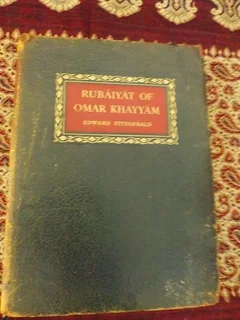 RUBÁIYÁT OF
OMAR KHAYYÁM
EDWARD FITZGERALD